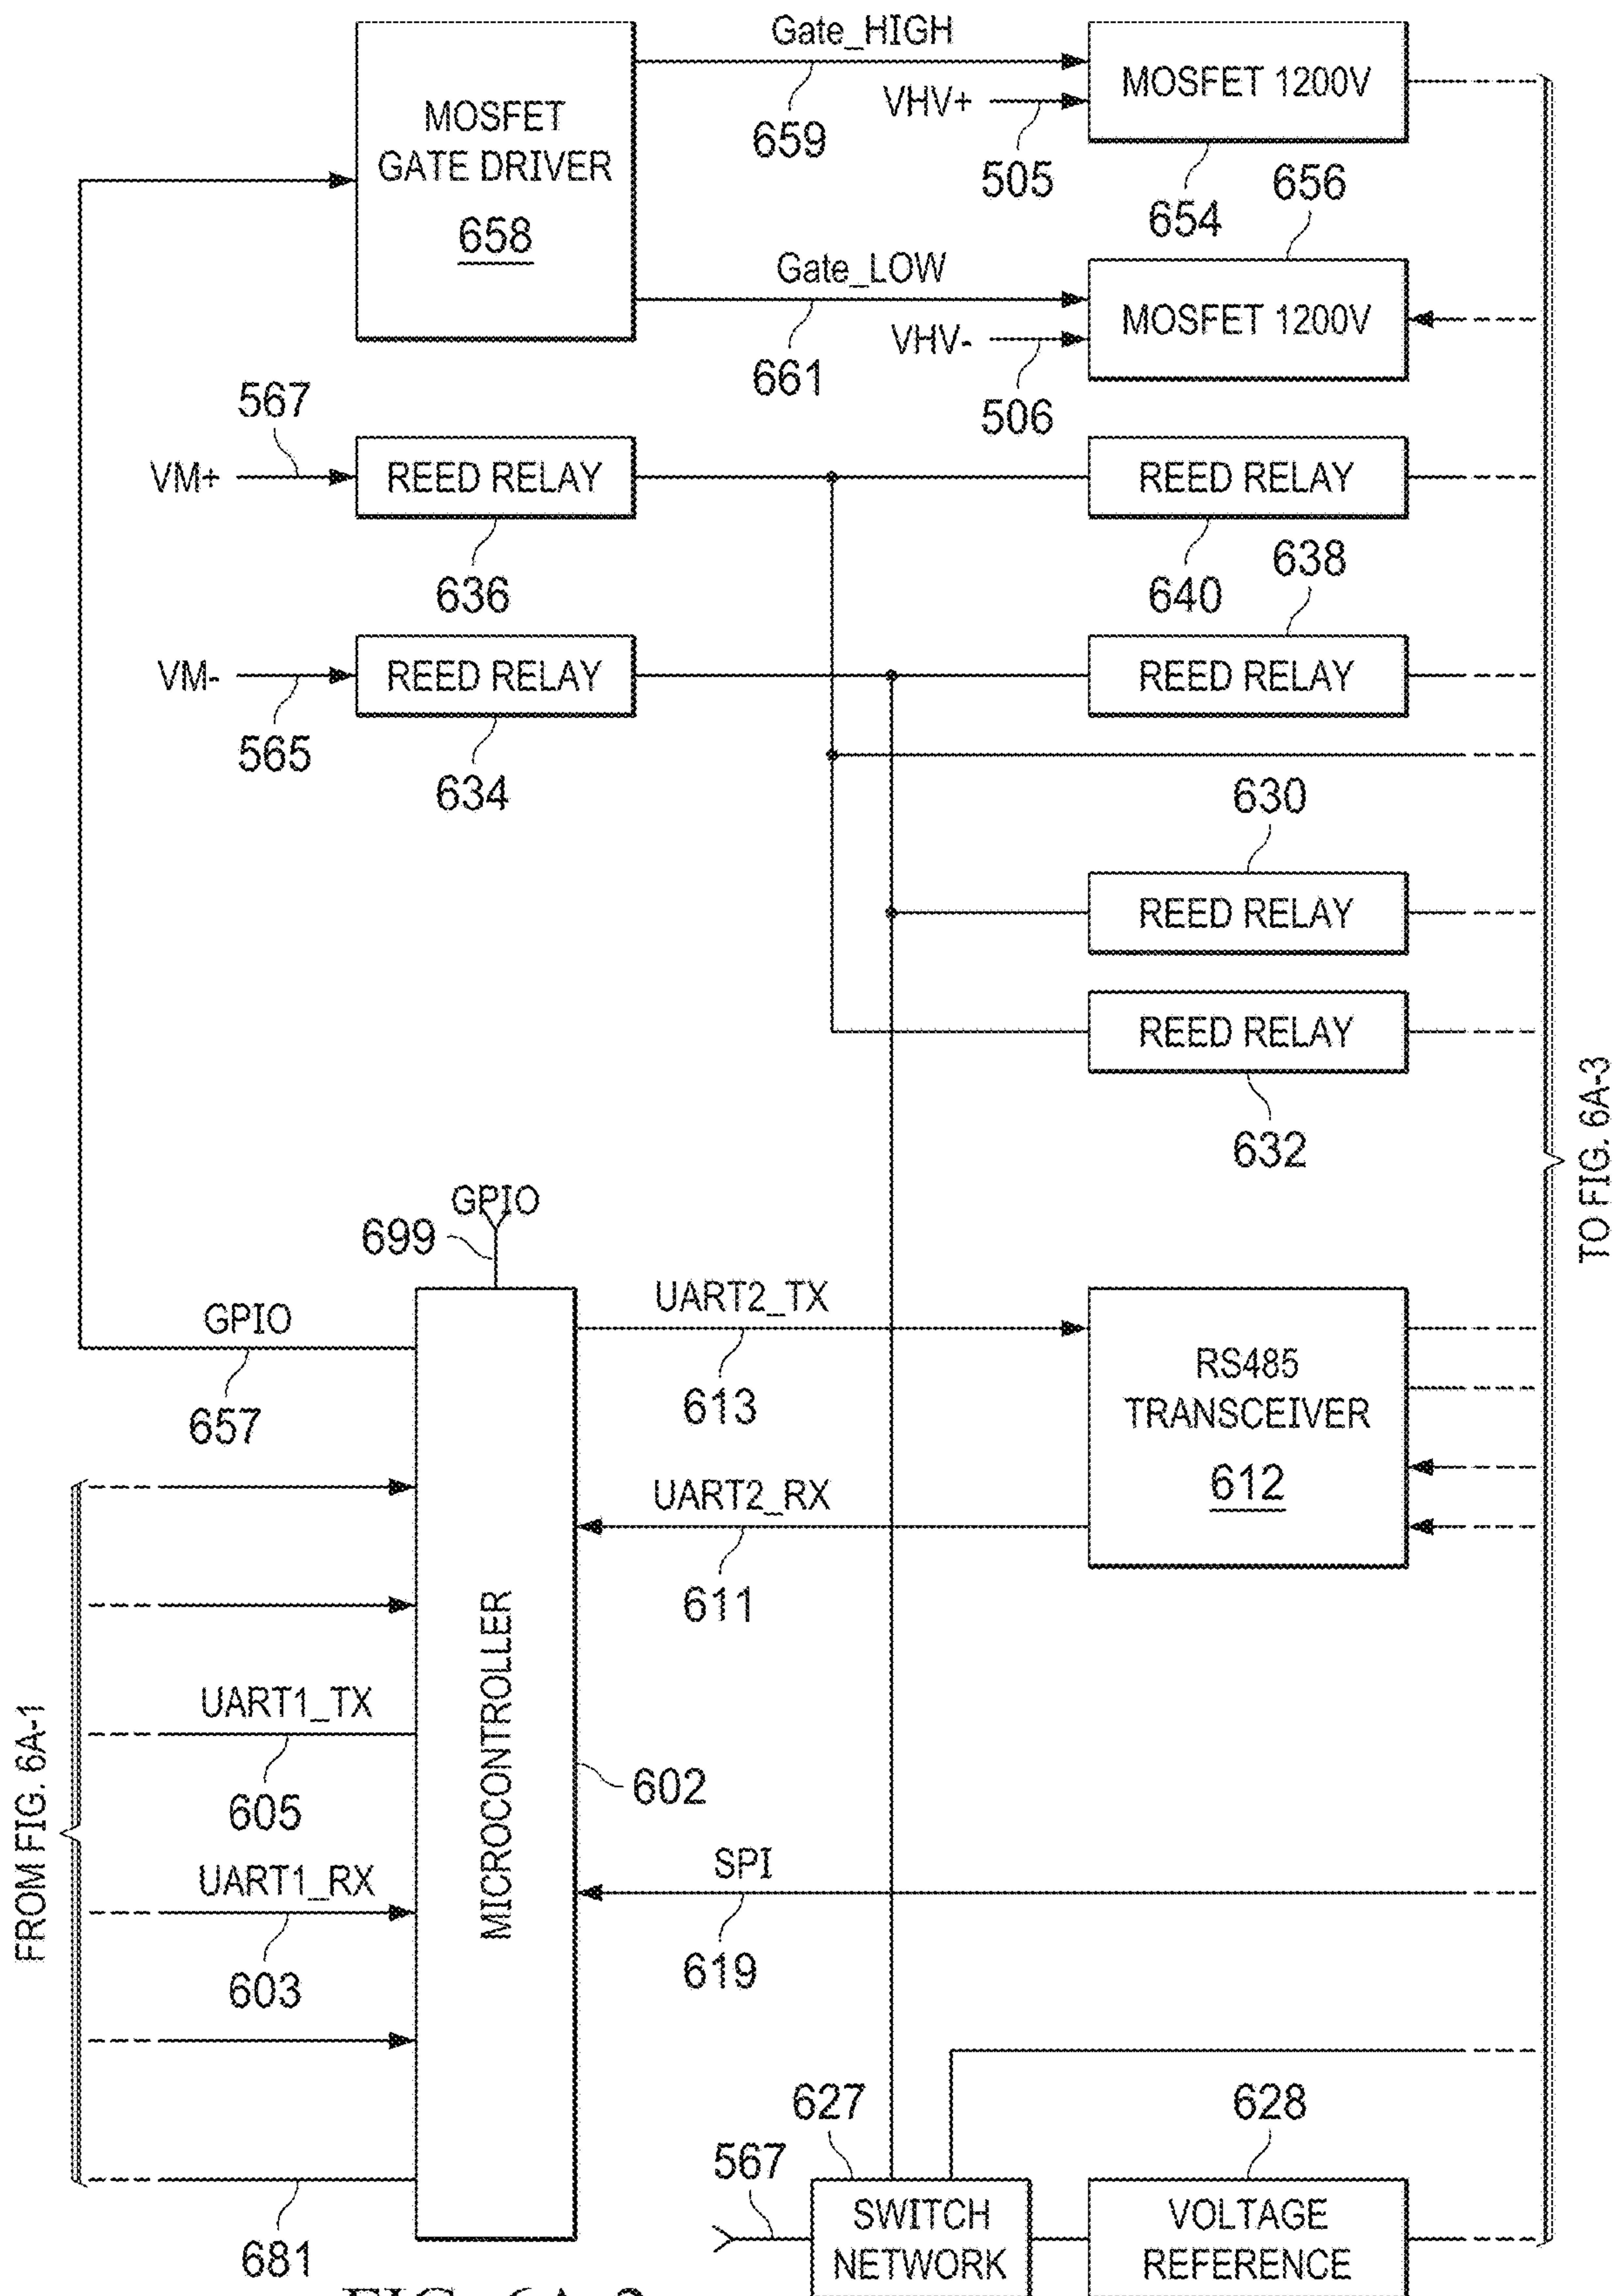 Gate_HIGH
MOSFET 1200V
VHV+
659
505
654
656
MOSFET
GATE DRIVER
658
Gate_LOW
MOSFET 1200V
VHV-
661
506
567
VM+
REED RELAY
REED RELAY
636
640
638
VM-
REED RELAY
REED RELAY
565
634
630
REED RELAY
REED RELAY
632
TO FIG. 6A-3
GPIO
699
GPIO
657
UART2_TX
613
RS485
TRANSCEIVER
612
UART2_RX
611
FROM FIG. 6A-1
UART1_TX
605
MICROCONTROLLER
602
UART1_RX
603
SPI
619
681
627
628
567
SWITCH
NETWORK
VOLTAGE
REFERENCE